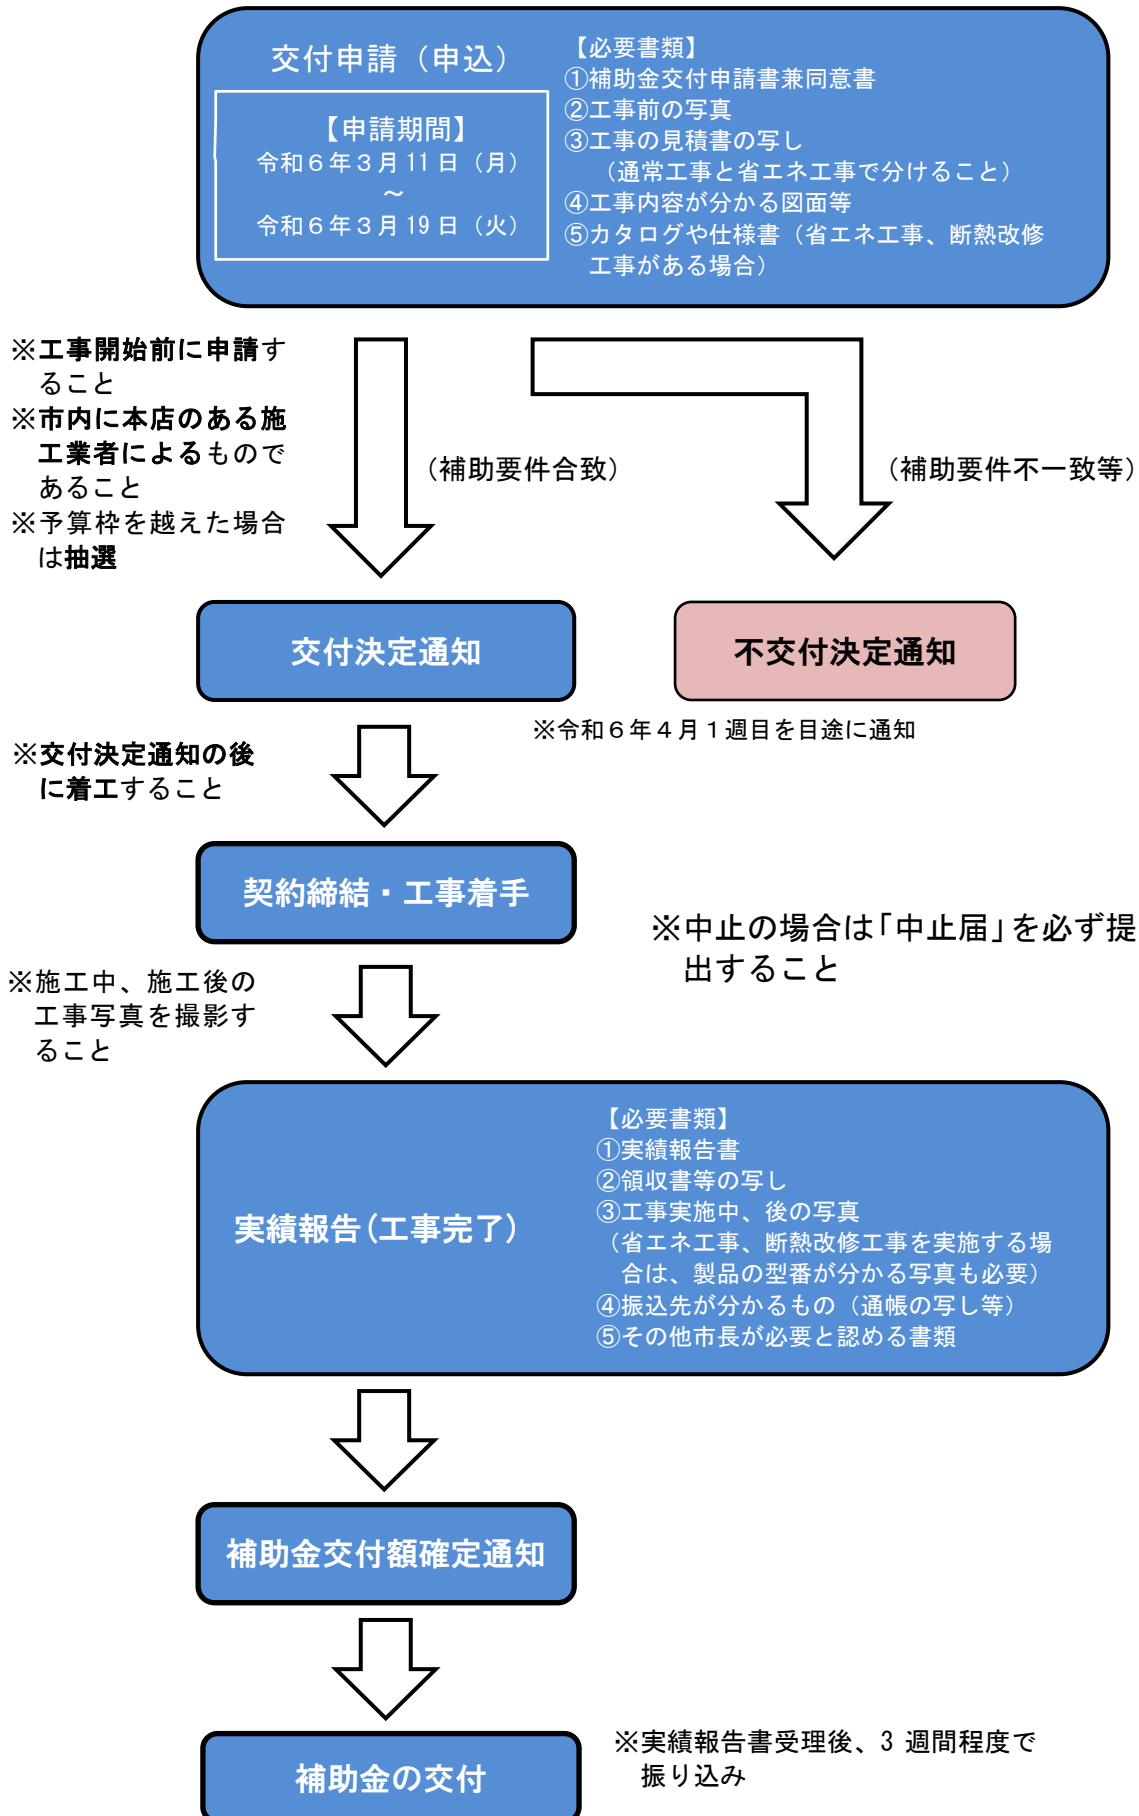 交付申請（申込）
【申請期間】
令和６年３月11日（月）
～
令和６年３月19日（火）
【必要書類】
①補助金交付申請書兼同意書
②工事前の写真
③工事の見積書の写し
（通常工事と省エネ工事で分けること）
④工事内容が分かる図面等
⑤カタログや仕様書（省エネ工事、断熱改修
工事がある場合）
※工事開始前に申請す
ること
※市内に本店のある施
工業者によるもので
あること
※予算枠を越えた場合
は抽選
（補助要件合致）
（補助要件不一致等）
交付決定通知
不交付決定通知
※令和６年４月１週目を目途に通知
※交付決定通知の後
に着工すること
契約締結・工事着手
※中止の場合は「中止届」を必ず提
出すること
※施工中、施工後の
工事写真を撮影す
ること
実績報告（工事完了）
【必要書類】
①実績報告書
②領収書等の写し
③工事実施中、後の写真
（省エネ工事、断熱改修工事を実施する場
合は、製品の型番が分かる写真も必要）
④振込先が分かるもの（通帳の写し等）
⑤その他市長が必要と認める書類
補助金交付額確定通知
補助金の交付
※実績報告書受理後、3 週間程度で
振り込み